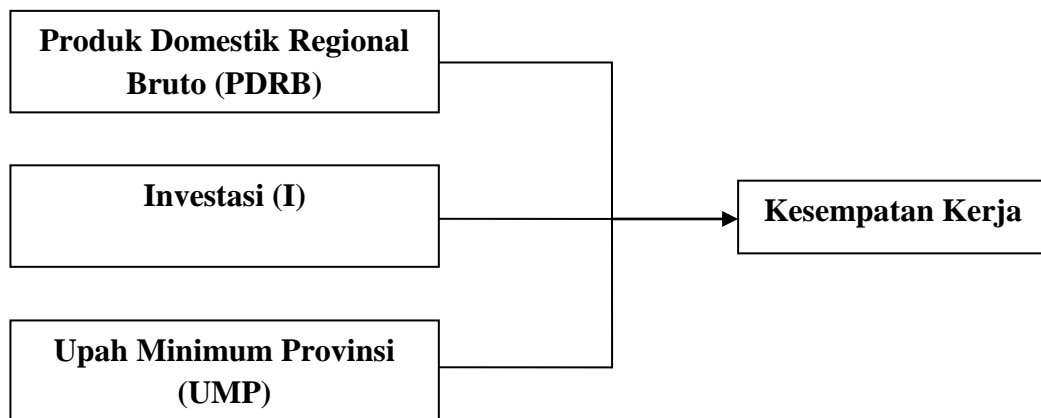 Produk Domestik Regional
Bruto (PDRB)
Investasi (I)
Kesempatan Kerja
Upah Minimum Provinsi
(UMP)